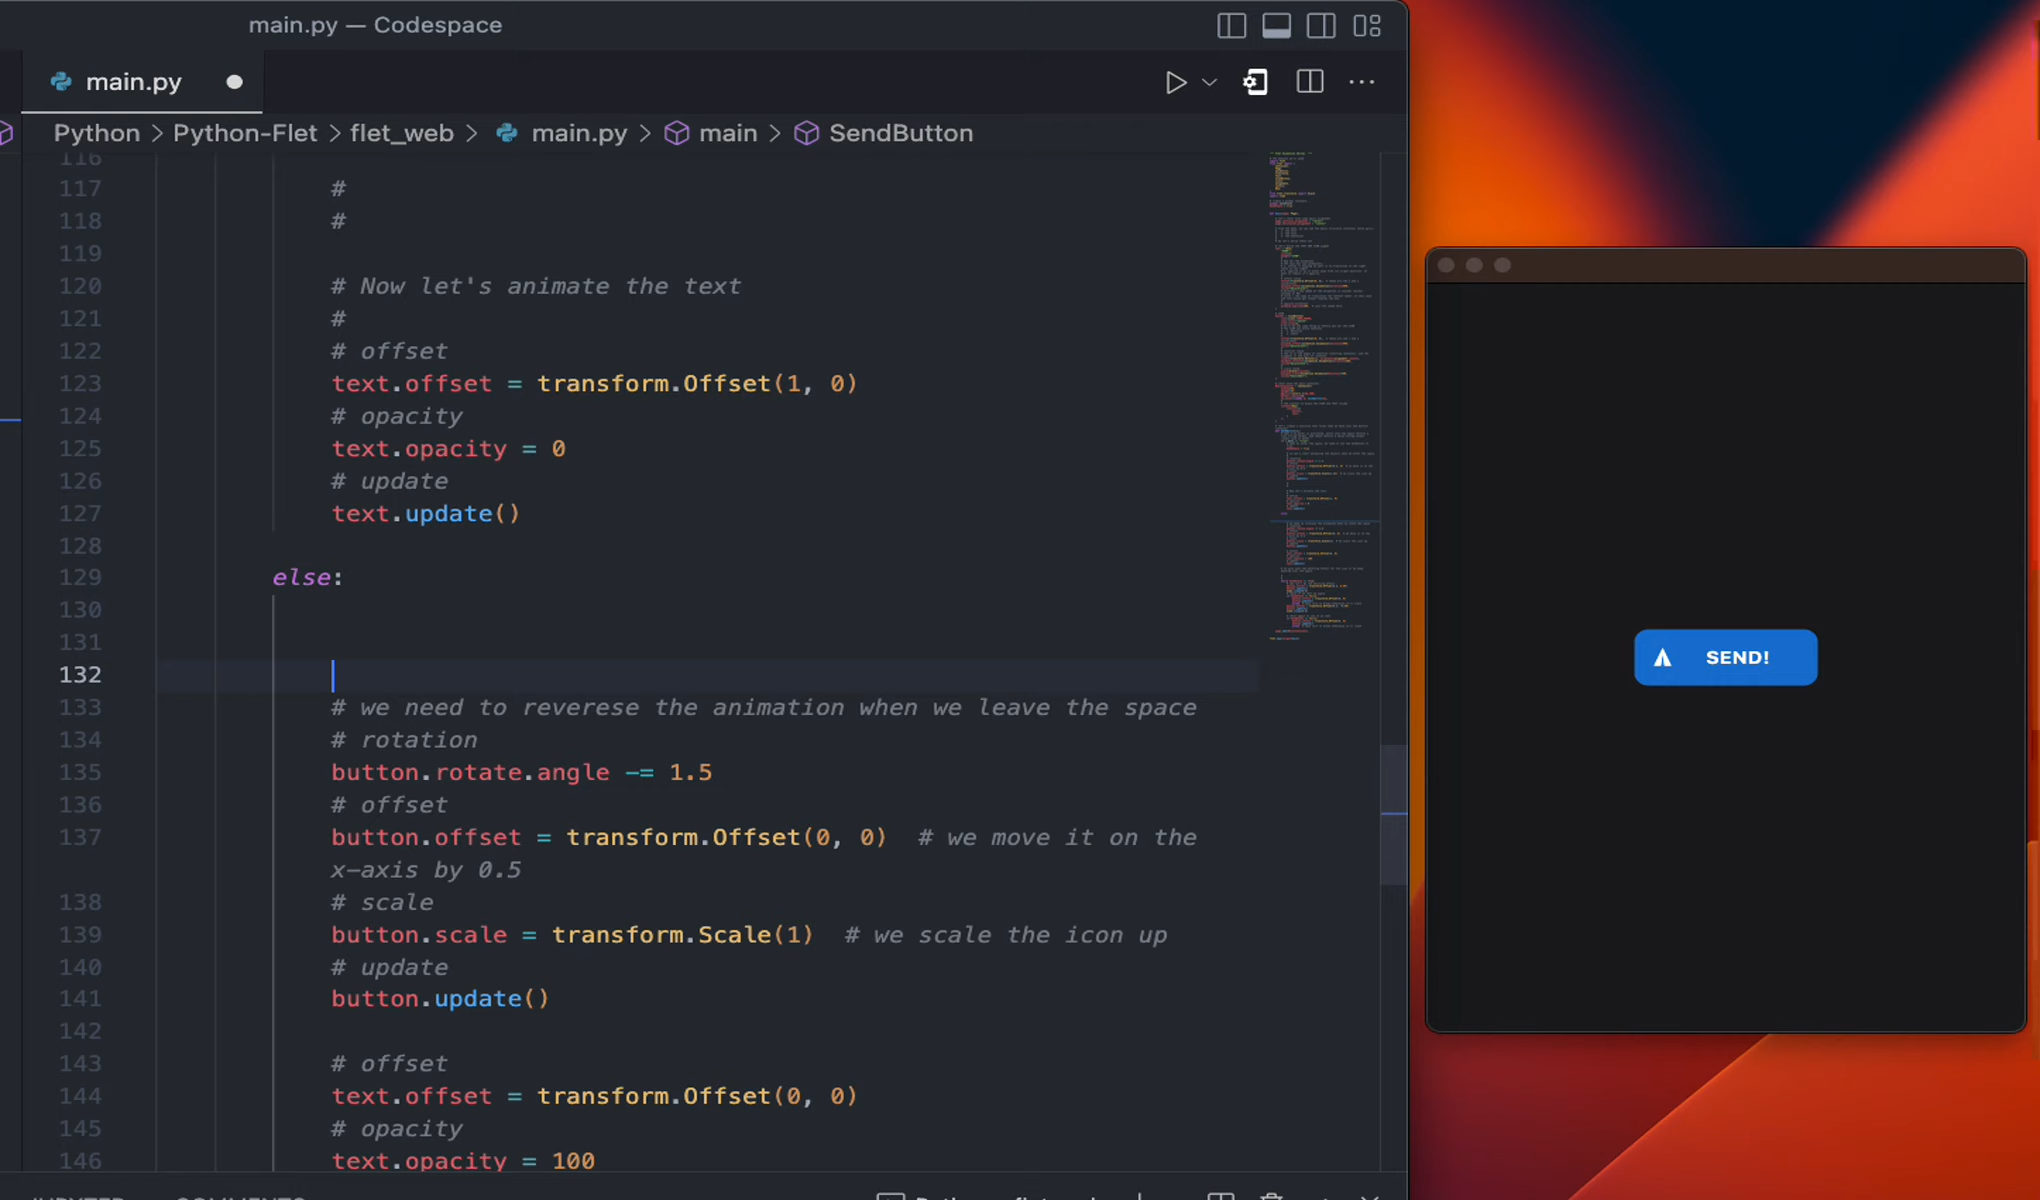 main.py — Codespace
main.py
Python > Python-Flet > flet_web > main.py > main > SendButton
116
117 #
118 #
119
120 # Now let's animate the text
121 #
122 # offset
123 text.offset = transform.Offset(1, 0)
124 # opacity
125 text.opacity = 0
126 # update
127 text.update()
128
129 else:
130
131
132
133 # we need to reverese the animation when we leave the space
134 # rotation
135 button.rotate.angle -= 1.5
136 # offset
137 button.offset = transform.Offset(0, 0)  # we move it on the
x-axis by 0.5
138 # scale
139 button.scale = transform.Scale(1)  # we scale the icon up
140 # update
141 button.update()
142
143 # offset
144 text.offset = transform.Offset(0, 0)
145 # opacity
146 text.opacity = 100
SEND!